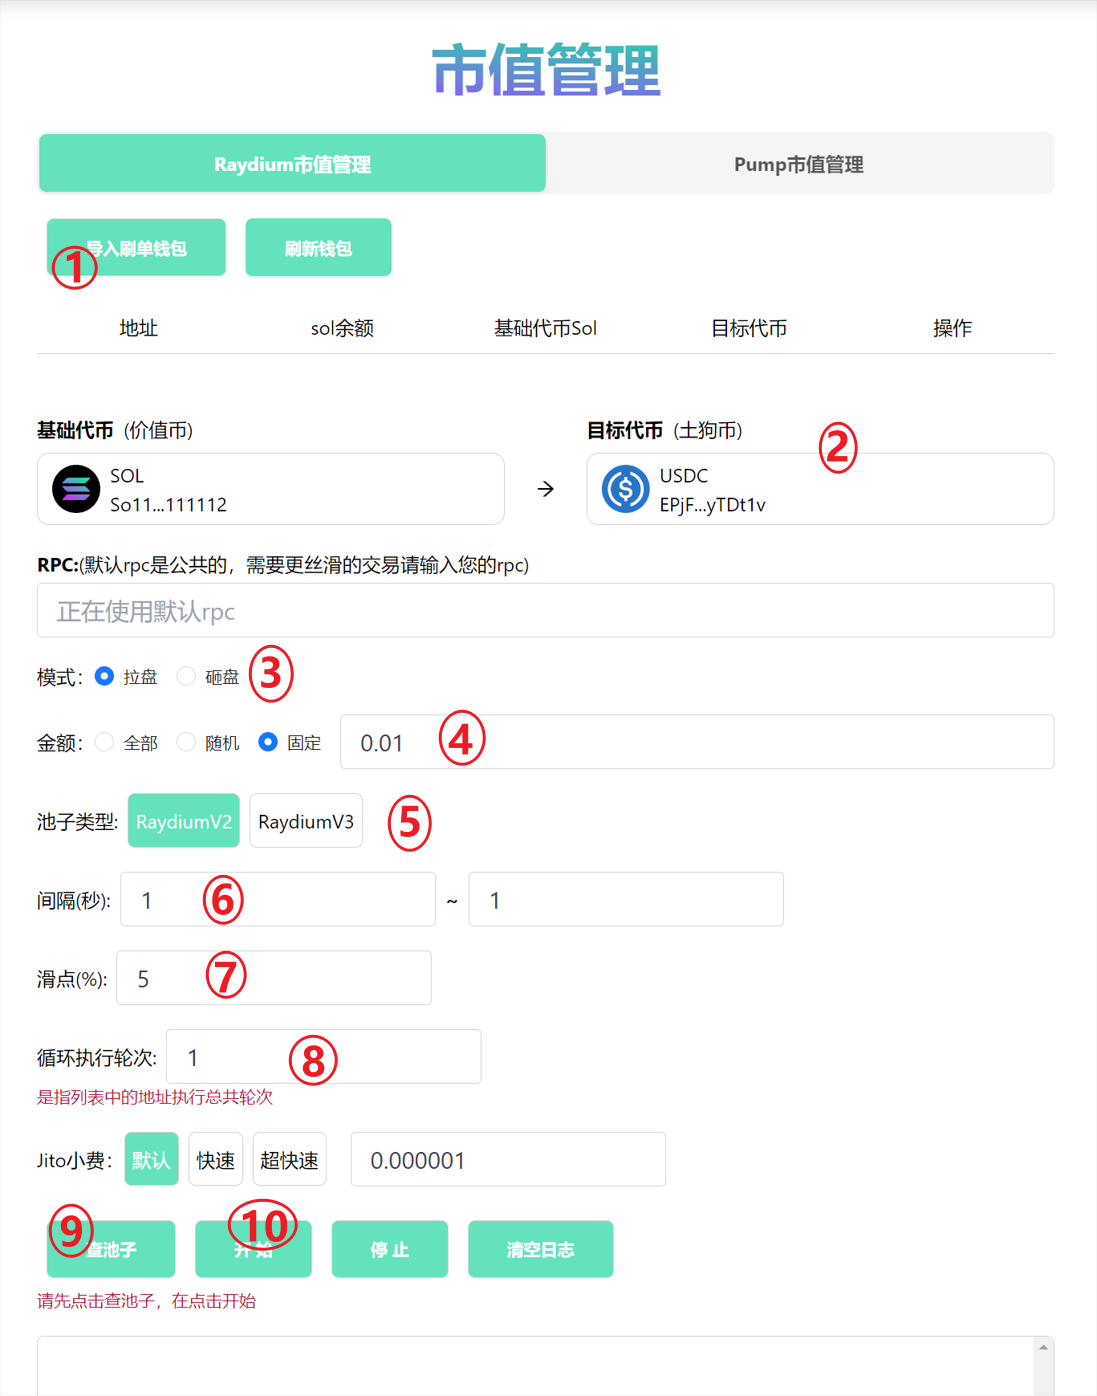 市值管理
Raydium市值管理 Pump市值管理
导入刷单钱包 刷新钱包
①
地址 sol余额 基础代币Sol 目标代币 操作
基础代币 (价值币) 目标代币 (土狗币) ②
SOL → USDC
So11...111112 EPjF...yTDt1v
RPC:(默认rpc是公共的，需要更丝滑的交易请输入您的rpc)
正在使用默认rpc
模式： 拉盘 砸盘 ③
金额： 全部 随机 固定 0.01 ④
池子类型: RaydiumV2 RaydiumV3 ⑤
间隔(秒): 1 ⑥ ~ 1
滑点(%): 5 ⑦
循环执行轮次: 1 ⑧
是指列表中的地址执行总共轮次
Jito小费： 默认 快速 超快速 0.000001
⑨ ⑩
查池子 开 始 停 止 清空日志
请先点击查池子，在点击开始